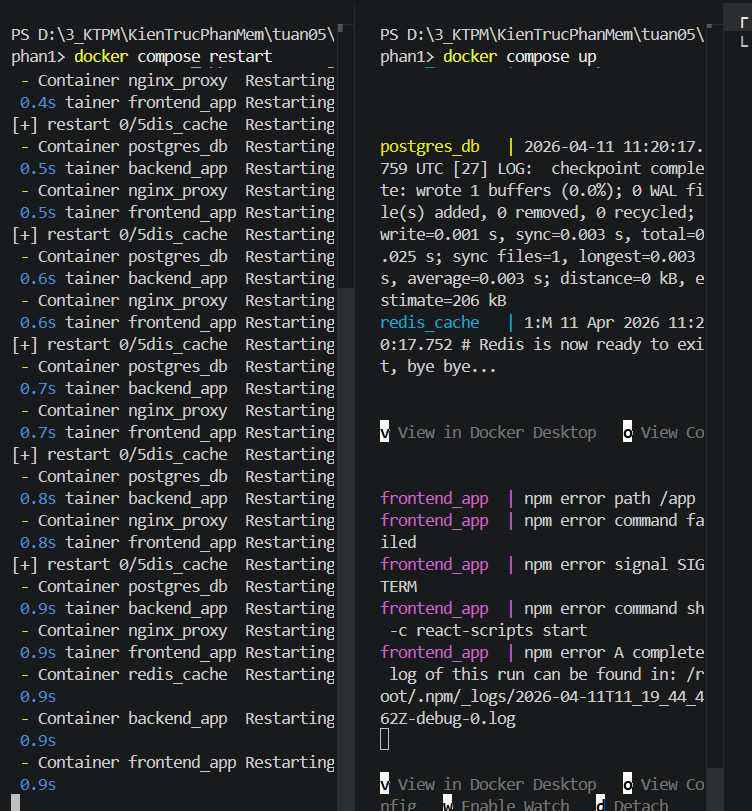 PS D:\3_KTPM\KienTrucPhanMem\tuan05\
phan1> docker compose restart
- Container nginx_proxy  Restarting
0.4s tainer frontend_app Restarting
[+] restart 0/5dis_cache  Restarting
- Container postgres_db  Restarting
0.5s tainer backend_app  Restarting
- Container nginx_proxy  Restarting
0.5s tainer frontend_app Restarting
[+] restart 0/5dis_cache  Restarting
- Container postgres_db  Restarting
0.6s tainer backend_app  Restarting
- Container nginx_proxy  Restarting
0.6s tainer frontend_app Restarting
[+] restart 0/5dis_cache  Restarting
- Container postgres_db  Restarting
0.7s tainer backend_app  Restarting
- Container nginx_proxy  Restarting
0.7s tainer frontend_app Restarting
[+] restart 0/5dis_cache  Restarting
- Container postgres_db  Restarting
0.8s tainer backend_app  Restarting
- Container nginx_proxy  Restarting
0.8s tainer frontend_app Restarting
[+] restart 0/5dis_cache  Restarting
- Container postgres_db  Restarting
0.9s tainer backend_app  Restarting
- Container nginx_proxy  Restarting
0.9s tainer frontend_app Restarting
- Container redis_cache  Restarting
0.9s
- Container backend_app  Restarting
0.9s
- Container frontend_app Restarting
0.9s
PS D:\3_KTPM\KienTrucPhanMem\tuan05\
phan1> docker compose up
postgres_db   | 2026-04-11 11:20:17.
759 UTC [27] LOG:  checkpoint comple
te: wrote 1 buffers (0.0%); 0 WAL fi
le(s) added, 0 removed, 0 recycled;
write=0.001 s, sync=0.003 s, total=0
.025 s; sync files=1, longest=0.003
s, average=0.003 s; distance=0 kB, e
stimate=206 kB
redis_cache   | 1:M 11 Apr 2026 11:2
0:17.752 # Redis is now ready to exi
t, bye bye...
v View in Docker Desktop   o View Co
frontend_app  | npm error path /app
frontend_app  | npm error command fa
iled
frontend_app  | npm error signal SIG
TERM
frontend_app  | npm error command sh
-c react-scripts start
frontend_app  | npm error A complete
log of this run can be found in: /r
oot/.npm/_logs/2026-04-11T11_19_44_4
62Z-debug-0.log
v View in Docker Desktop   o View Co
nfig   w Enable Watch   d Detach